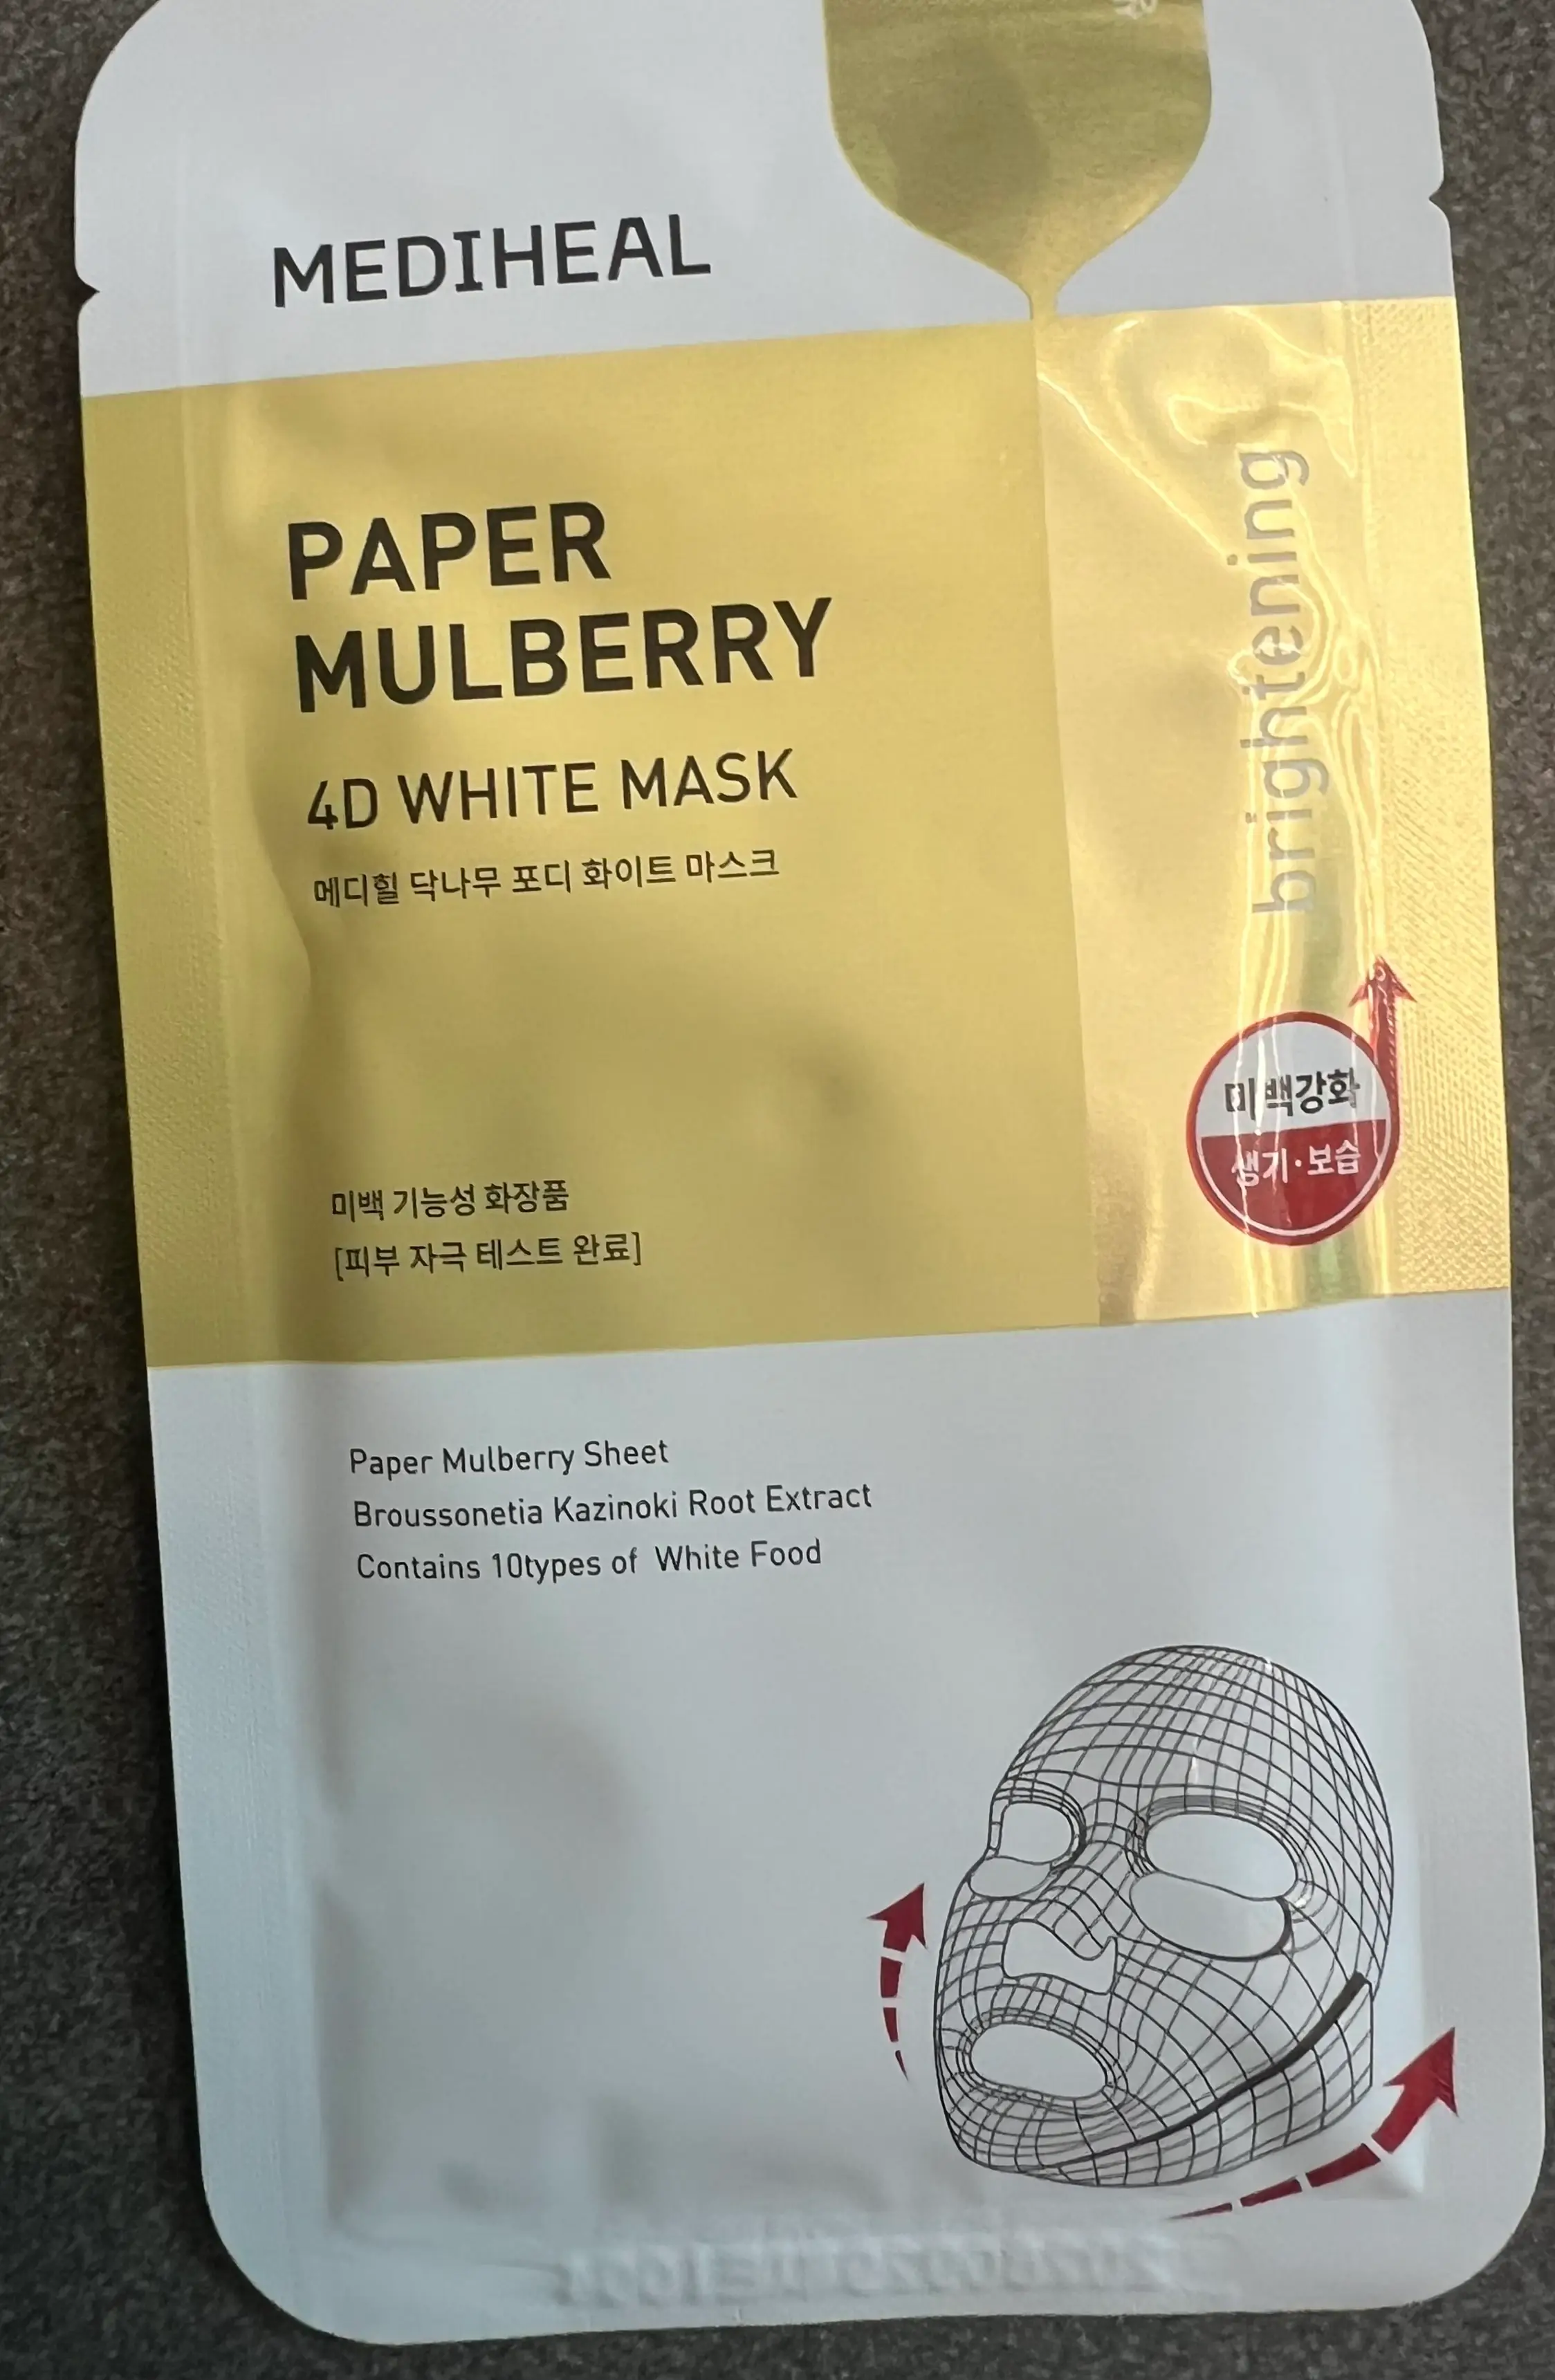 MEDIHEAL
PAPER
MULBERRY
4D WHITE MASK
메디힐 닥나무 포디 화이트 마스크
brightening
미백강화
생기·보습
미백 기능성 화장품
[피부 자극 테스트 완료]
Paper Mulberry Sheet
Broussonetia Kazinoki Root Extract
Contains 10types of White Food